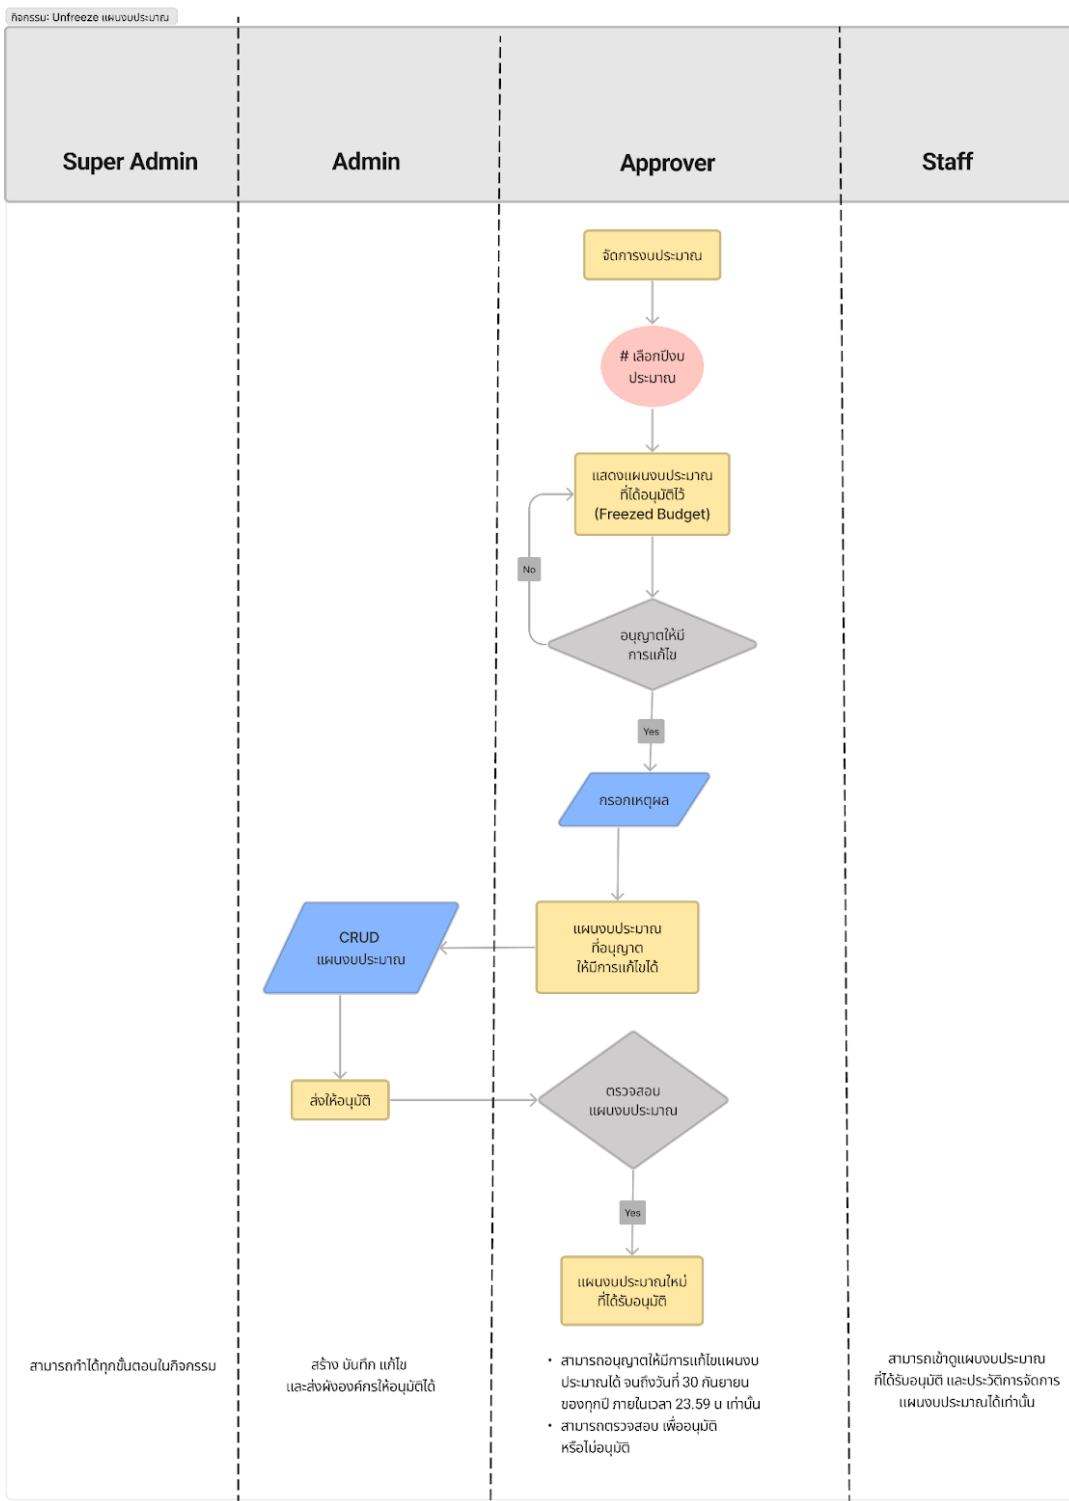 กิจกรรม: Unfreeze แผนงบประมาณ
Super Admin
Admin
Approver
Staff
จัดการงบประมาณ
# เลือกปีงบ
ประมาณ
แสดงแผนงบประมาณ
ที่ได้อนุมัติไว้
(Freezed Budget)
No
อนุญาตให้มี
การแก้ไข
Yes
กรอกเหตุผล
CRUD
แผนงบประมาณ
แผนงบประมาณ
ที่อนุญาต
ให้มีการแก้ไขได้
ส่งให้อนุมัติ
ตรวจสอบ
แผนงบประมาณ
Yes
แผนงบประมาณใหม่
ที่ได้รับอนุมัติ
สามารถทำได้ทุกขั้นตอนในกิจกรรม
สร้าง บันทึก แก้ไข
และส่งผังองค์กรให้อนุมัติได้
• สามารถอนุญาตให้มีการแก้ไขแผนงบ
ประมาณได้ จนถึงวันที่ 30 กันยายน
ของทุกปี ภายในเวลา 23.59 น เท่านั้น
• สามารถตรวจสอบ เพื่ออนุมัติ
หรือไม่อนุมัติ
สามารถเข้าดูแผนงบประมาณ
ที่ได้รับอนุมัติ และประวัติการจัดการ
แผนงบประมาณได้เท่านั้น